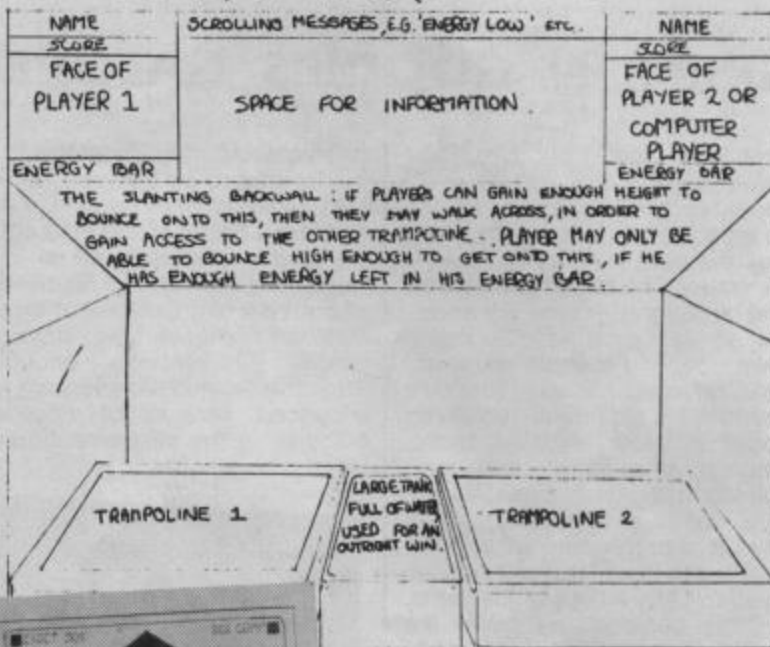 NAME
SCORE
FACE OF
PLAYER 1
ENERGY BAR
SCROLLING MESSAGES, E.G. 'ENERGY LOW' ETC.
SPACE FOR INFORMATION.
NAME
SCORE
FACE OF
PLAYER 2 OR
COMPUTER
PLAYER
ENERGY BAR
THE SLANTING BACKWALL : IF PLAYERS CAN GAIN ENOUGH HEIGHT TO
BOUNCE ONTO THIS, THEN THEY MAY WALK ACROSS, IN ORDER TO
GAIN ACCESS TO THE OTHER TRAMPOLINE. PLAYER MAY ONLY BE
ABLE TO BOUNCE HIGH ENOUGH TO GET ONTO THIS, IF HE
HAS ENOUGH ENERGY LEFT IN HIS ENERGY BAR
TRAMPOLINE 1
LARGE TANK
FULL OF WATER,
USED FOR AN
OUTRIGHT WIN.
TRAMPOLINE 2